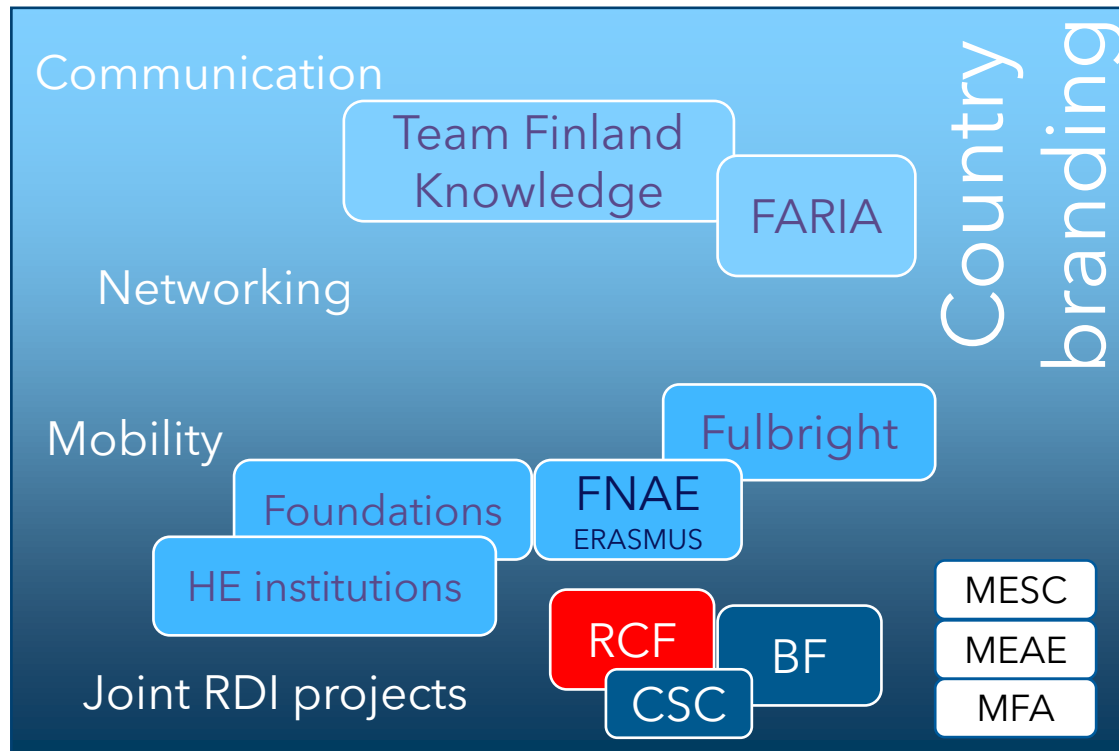 Communication
Team Finland
Knowledge
FARIA
Country
branding
Networking
Mobility
Fulbright
Foundations
FNAE
ERASMUS
HE institutions
RCF
BF
CSC
Joint RDI projects
MESC
MEAE
MFA